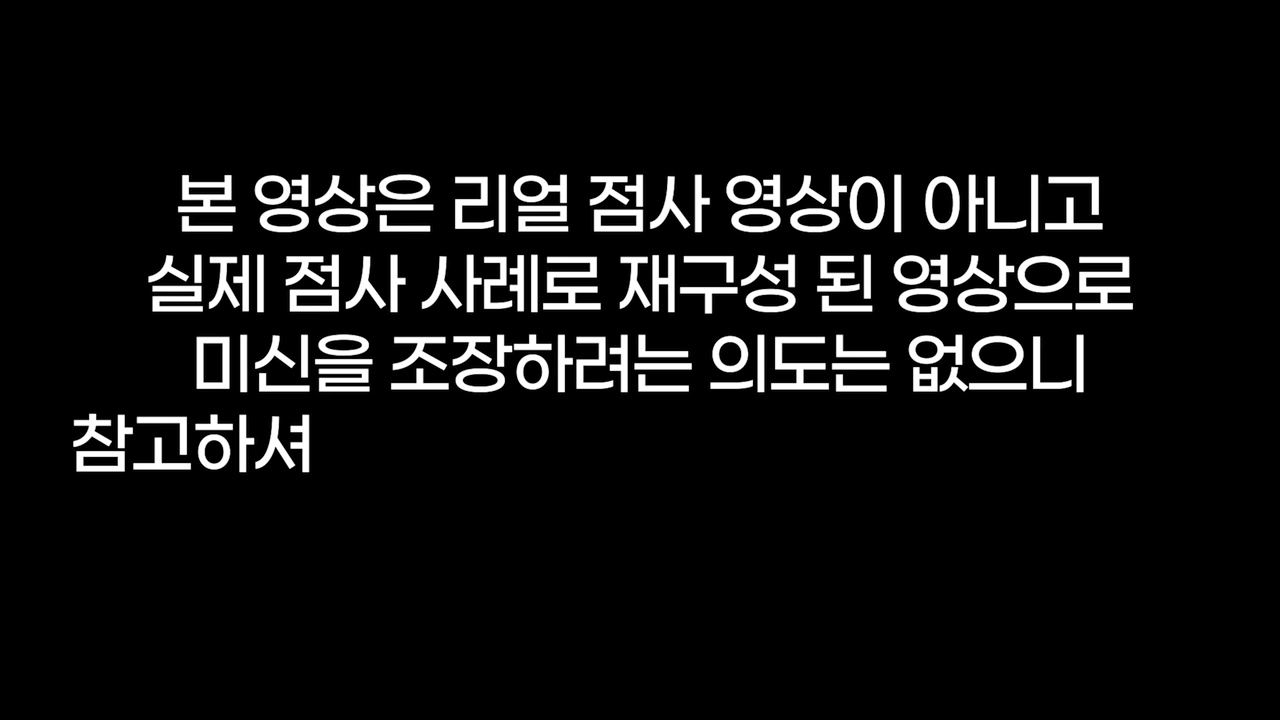 본 영상은 리얼 점사 영상이 아니고
실제 점사 사례로 재구성 된 영상으로
미신을 조장하려는 의도는 없으니
참고하셔